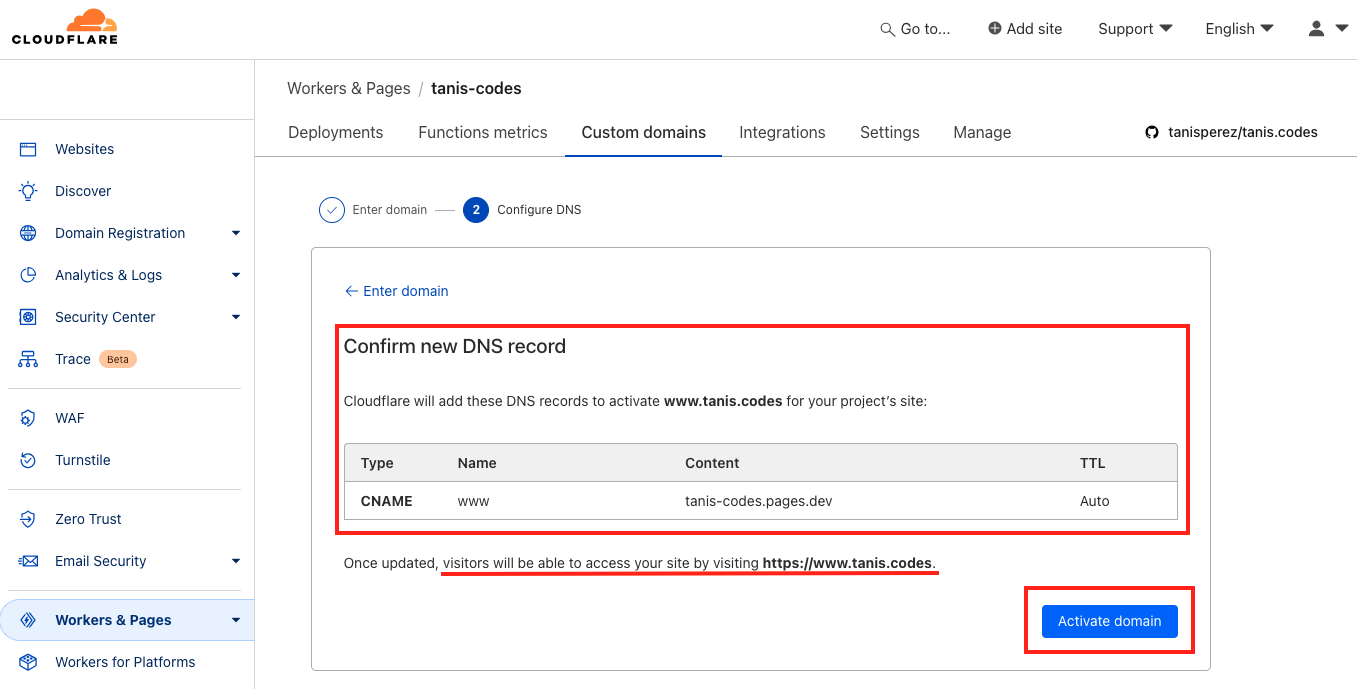 CLOUDFLARE
Go to...
Add site
Support
English
Workers & Pages / tanis-codes
Deployments
Functions metrics
Custom domains
Integrations
Settings
Manage
tanisperez/tanis.codes
Websites
Discover
Domain Registration
Analytics & Logs
Security Center
Trace Beta
WAF
Turnstile
Zero Trust
Email Security
Workers & Pages
Workers for Platforms
Enter domain
2 Configure DNS
← Enter domain
Confirm new DNS record
Cloudflare will add these DNS records to activate www.tanis.codes for your project's site:
Type Name Content TTL
CNAME www tanis-codes.pages.dev Auto
Once updated, visitors will be able to access your site by visiting https://www.tanis.codes.
Activate domain